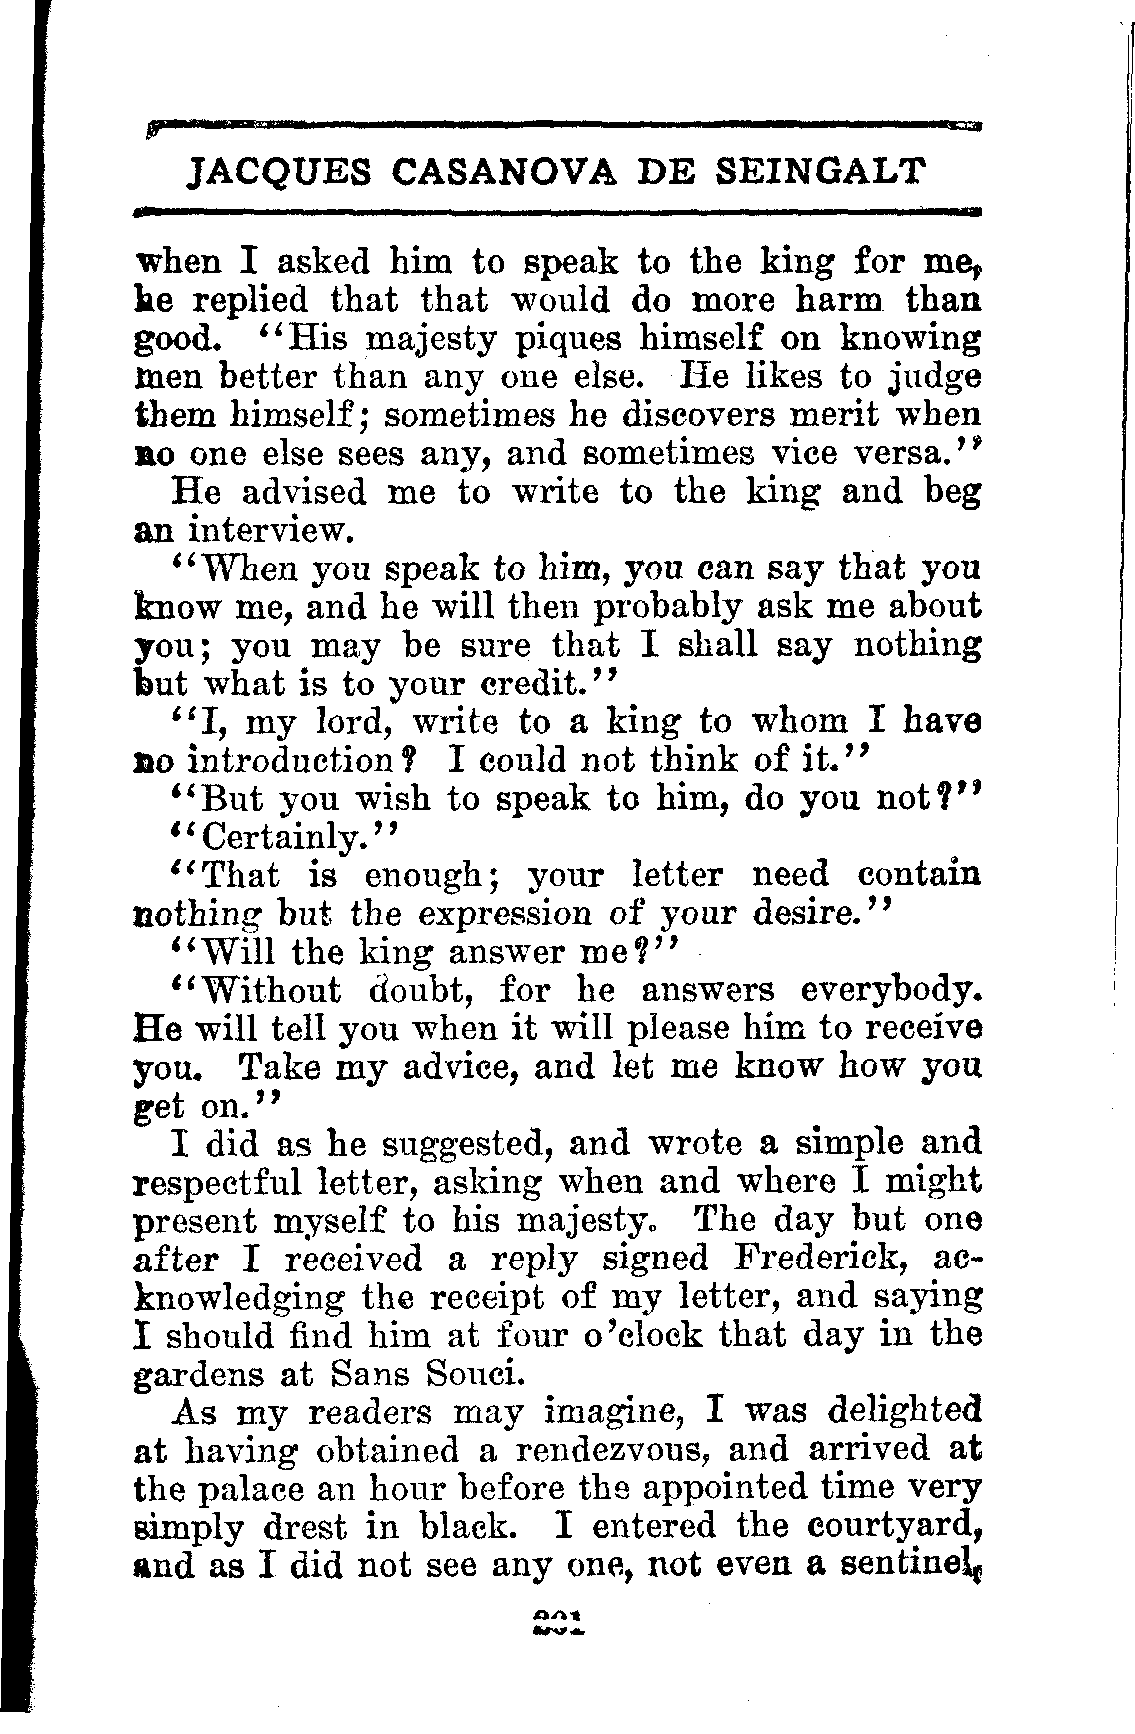 JACQUES CASANOVA DE SEINGALT
when I asked him to speak to the king for me,
he replied that that would do more harm than
good. "His majesty piques himself on knowing
men better than any one else. He likes to judge
them himself; sometimes he discovers merit when
no one else sees any, and sometimes vice versa."
He advised me to write to the king and beg
an interview.
"When you speak to him, you can say that you
know me, and he will then probably ask me about
you; you may be sure that I shall say nothing
but what is to your credit."
"I, my lord, write to a king to whom I have
no introduction? I could not think of it."
"But you wish to speak to him, do you not?"
"Certainly."
"That is enough; your letter need contain
nothing but the expression of your desire."
"Will the king answer me?"
"Without doubt, for he answers everybody.
He will tell you when it will please him to receive
you. Take my advice, and let me know how you
get on."
I did as he suggested, and wrote a simple and
respectful letter, asking when and where I might
present myself to his majesty. The day but one
after I received a reply signed Frederick, ac-
knowledging the receipt of my letter, and saying
I should find him at four o'clock that day in the
gardens at Sans Souci.
As my readers may imagine, I was delighted
at having obtained a rendezvous, and arrived at
the palace an hour before the appointed time very
simply drest in black. I entered the courtyard,
and as I did not see any one, not even a sentinel,